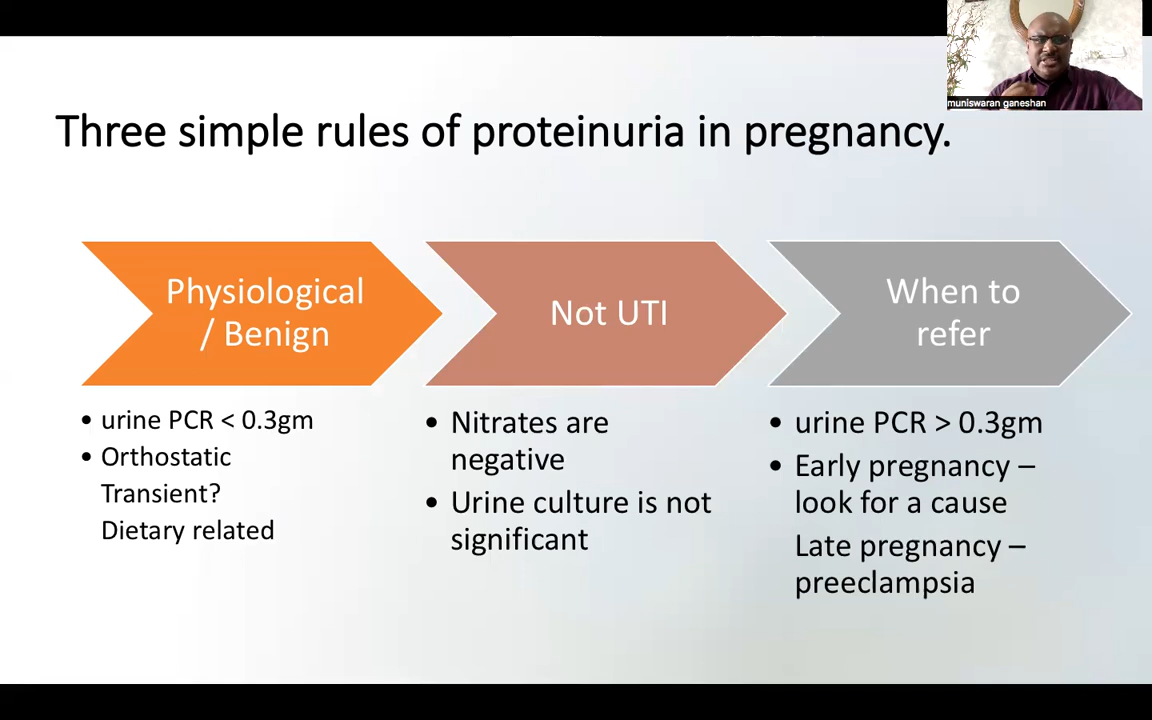 muniswaran ganeshan
Three simple rules of proteinuria in pregnancy.
Physiological
/ Benign
• urine PCR < 0.3gm
• Orthostatic
Transient?
Dietary related
Not UTI
• Nitrates are
negative
• Urine culture is not
significant
When to
refer
• urine PCR > 0.3gm
• Early pregnancy –
look for a cause
Late pregnancy –
preeclampsia